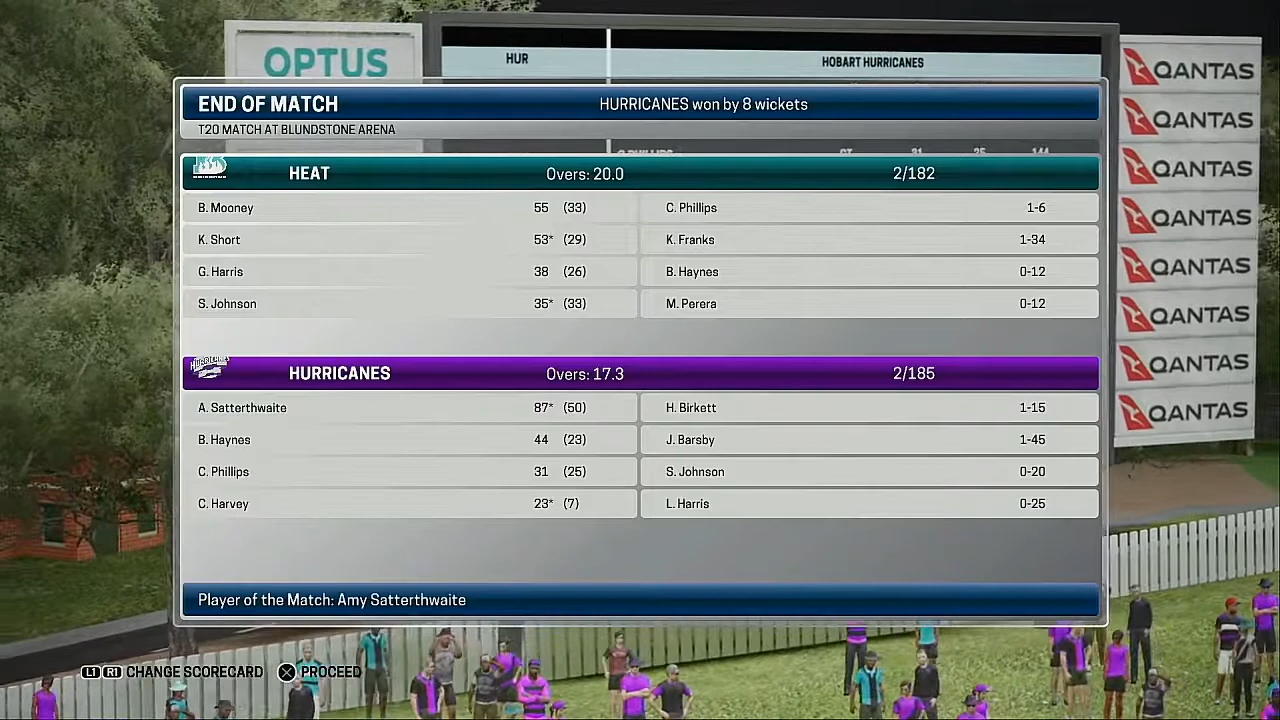 OPTUS
HUR HOBART HURRICANES
END OF MATCH HURRICANES won by 8 wickets
T20 MATCH AT BLUNDSTONE ARENA
HEAT Overs: 20.0 2/182
B. Mooney 55 (33) C. Phillips 1-6
K. Short 53* (29) K. Franks 1-34
G. Harris 38 (26) B. Haynes 0-12
S. Johnson 35* (33) M. Perera 0-12
HURRICANES
HURRICANES Overs: 17.3 2/185
A. Satterthwaite 87* (50) H. Birkett 1-15
B. Haynes 44 (23) J. Barsby 1-45
C. Phillips 31 (25) S. Johnson 0-20
C. Harvey 23* (7) L. Harris 0-25
Player of the Match: Amy Satterthwaite
L1 R1 CHANGE SCORECARD PROCEED
QANTAS
QANTAS
QANTAS
QANTAS
QANTAS
QANTAS
QANTAS
QANTAS